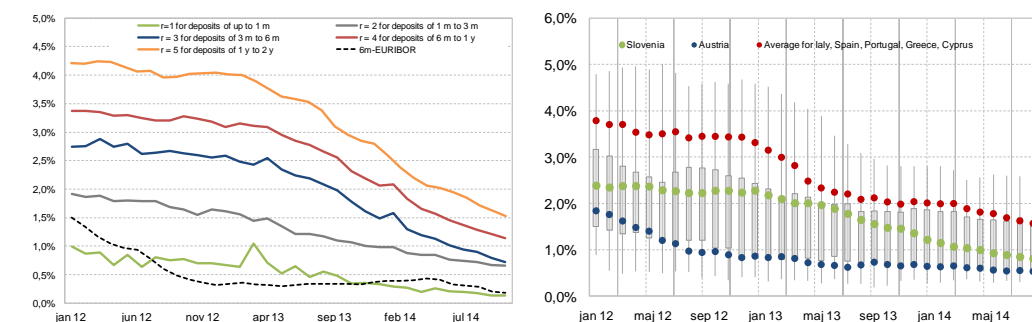 5,0%
r=1 for deposits of up to 1 m
r = 2 for deposits of 1 m to 3 m
4,5%
r = 3 for deposits of 3 m to 6 m
r = 4 for deposits of 6 m to 1 y
r = 5 for deposits of 1 y to 2 y
6m-EURIBOR
4,0%
3,5%
3,0%
2,5%
2,0%
1,5%
1,0%
0,5%
0,0%
jan 12
jun 12
nov 12
apr 13
sep 13
feb 14
jul 14
6,0%
Slovenia
Austria
Average for Ialy, Spain, Portugal, Greece, Cyprus
5,0%
4,0%
3,0%
2,0%
1,0%
0,0%
jan 12
maj 12
sep 12
jan 13
maj 13
sep 13
jan 14
maj 14